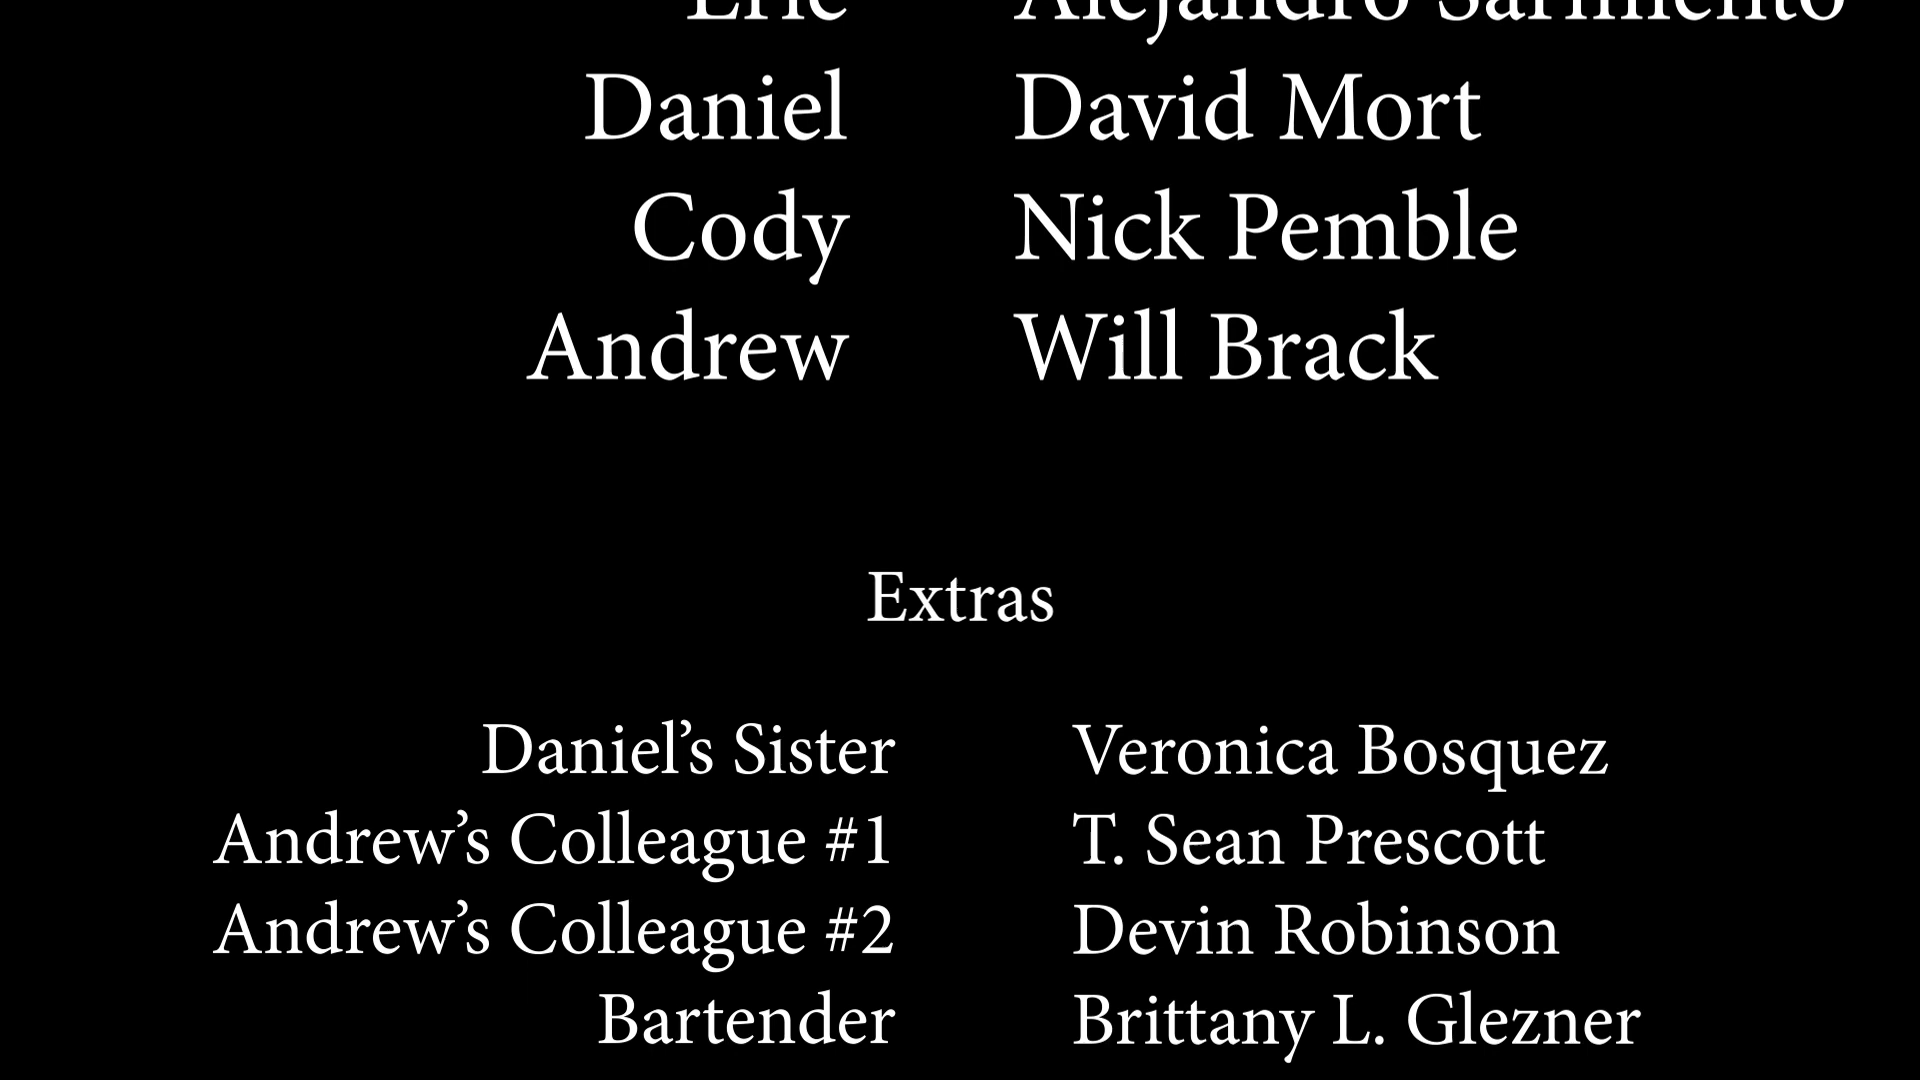 Eric Alejandro Sarmiento
Daniel David Mort
Cody Nick Pemble
Andrew Will Brack
Extras
Daniel’s Sister Veronica Bosquez
Andrew’s Colleague #1 T. Sean Prescott
Andrew’s Colleague #2 Devin Robinson
Bartender Brittany L. Glezner